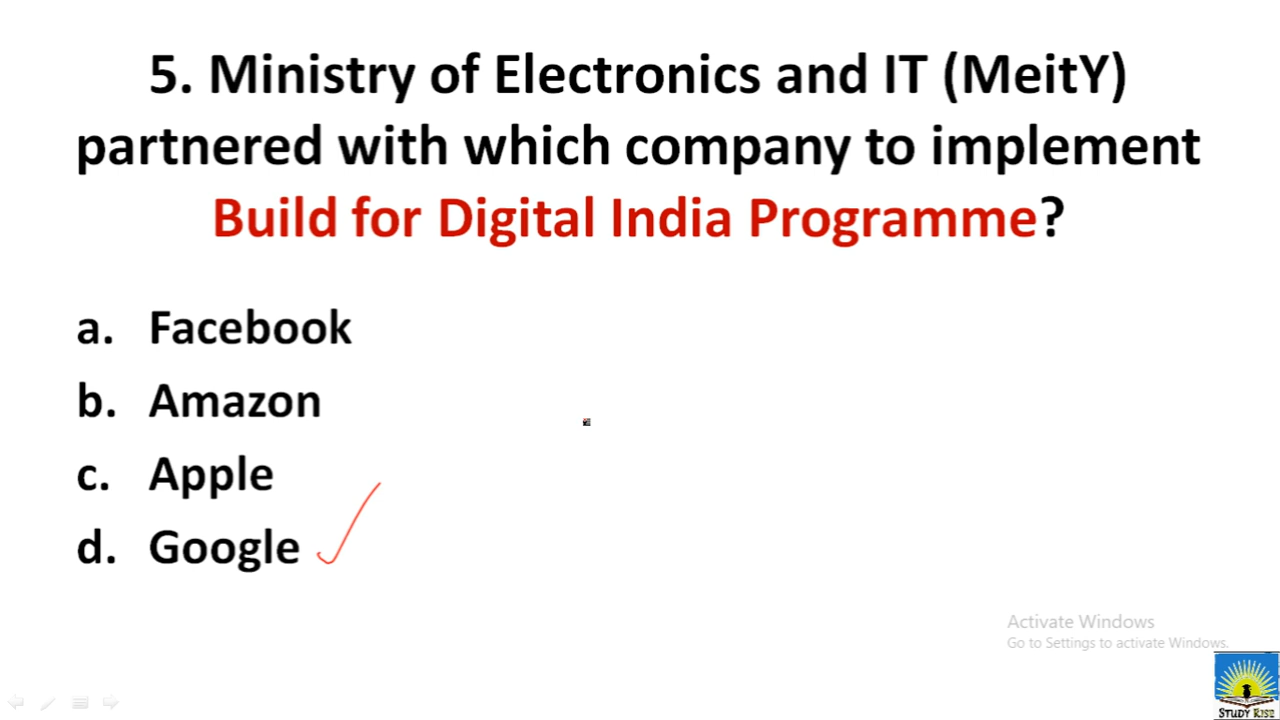 5. Ministry of Electronics and IT (MeitY)
partnered with which company to implement
Build for Digital India Programme?
a. Facebook
b. Amazon
c. Apple
d. Google
Activate Windows
Go to Settings to activate Windows.
STUDY RISE